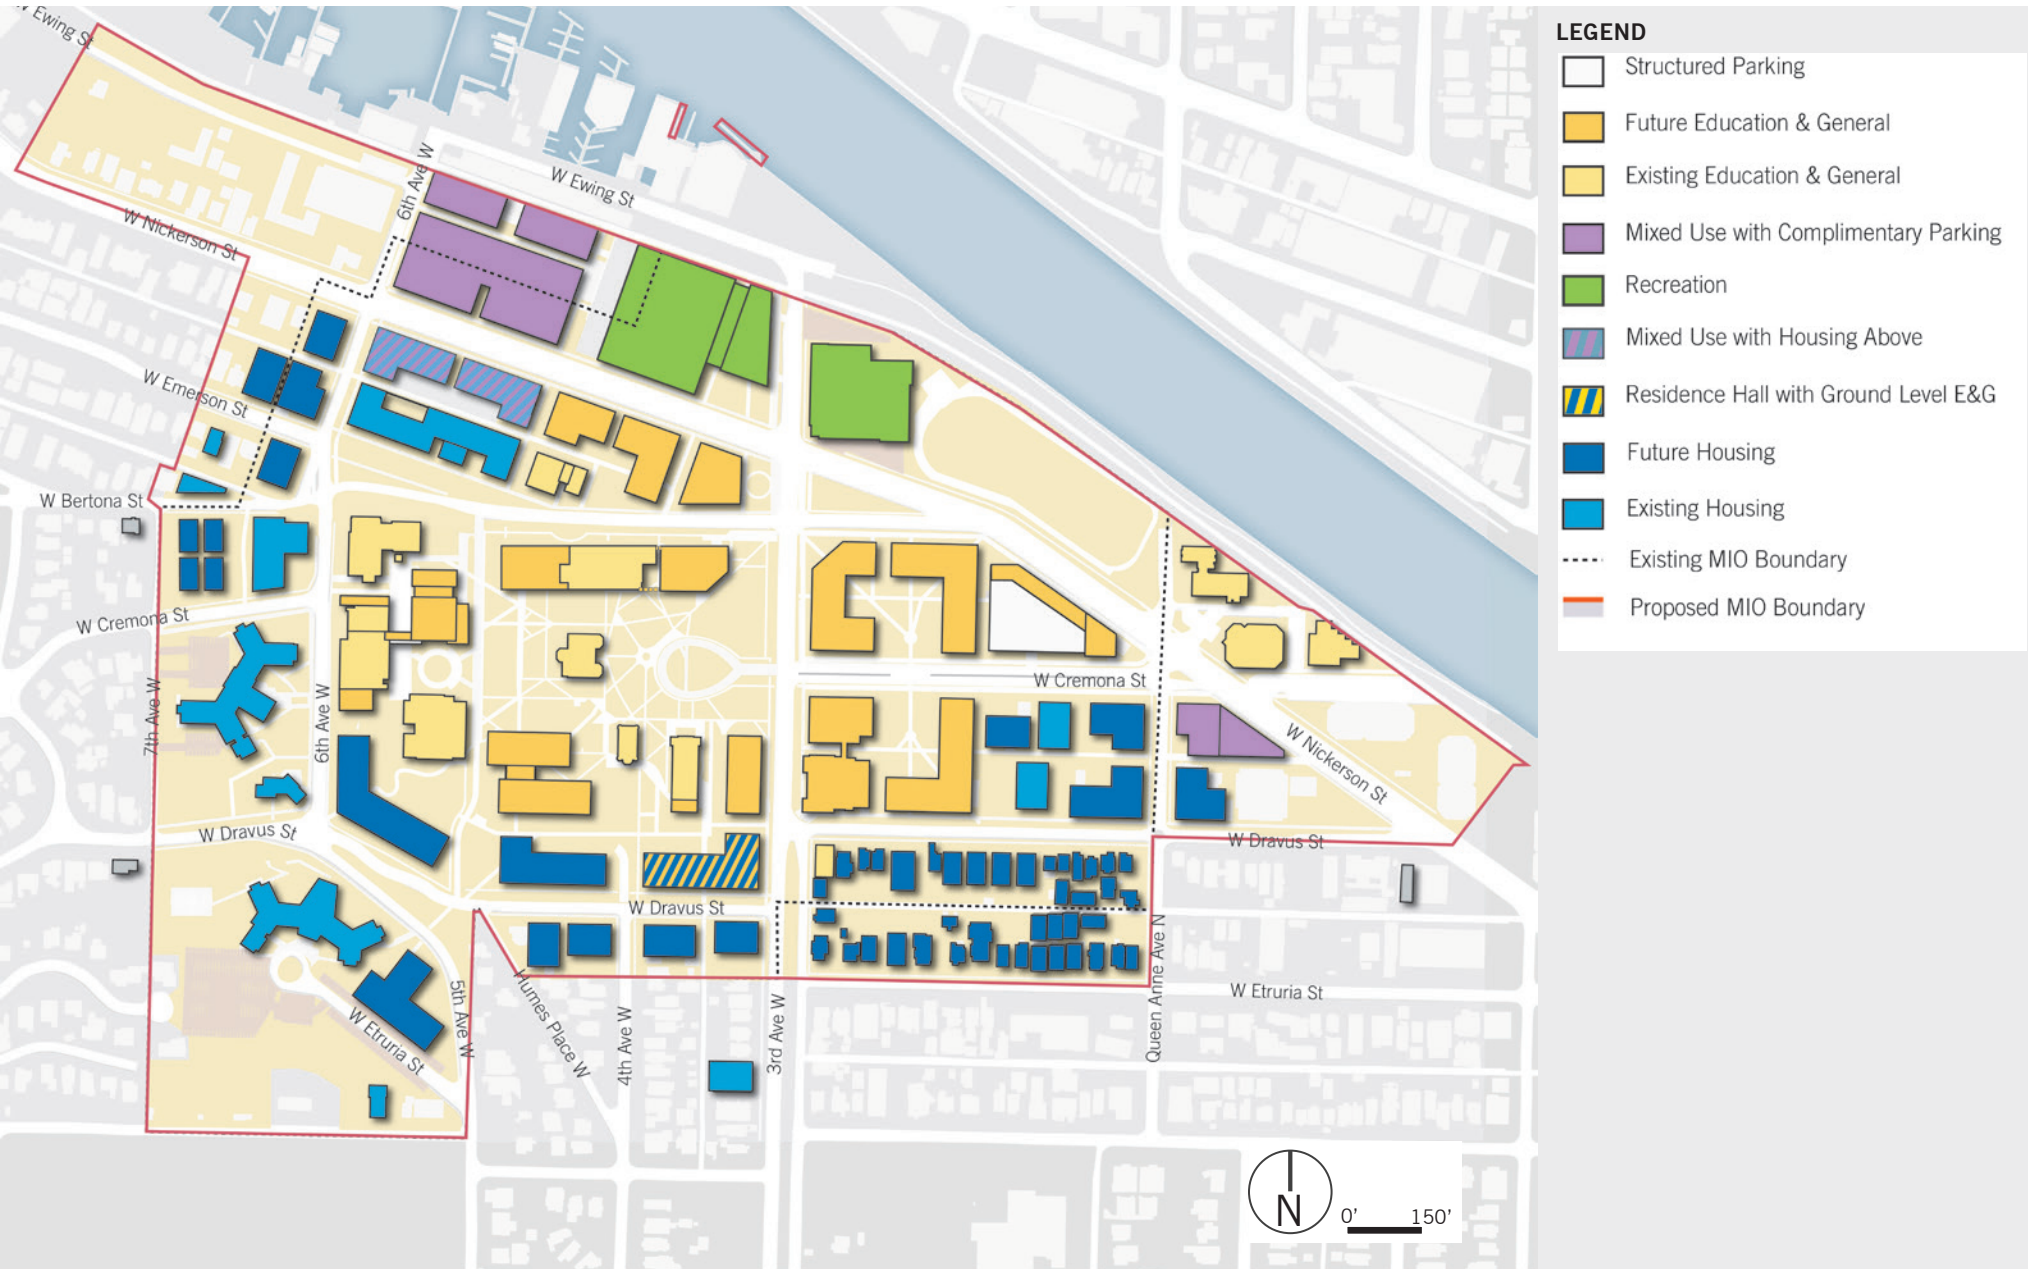 W Ewing St
6th Ave W
W Ewing St
W Nickerson St
W Emerson St
W Bertona St
W Cremona St
7th Ave W
6th Ave W
W Cremona St
W Nickerson St
W Dravus St
W Dravus St
W Dravus St
5th Ave W
W Etruria St
Humes Place W
4th Ave W
3rd Ave W
Queen Anne Ave N
W Etruria St
N
0’ 150’
LEGEND
Structured Parking
Future Education & General
Existing Education & General
Mixed Use with Complimentary Parking
Recreation
Mixed Use with Housing Above
Residence Hall with Ground Level E&G
Future Housing
Existing Housing
Existing MIO Boundary
Proposed MIO Boundary